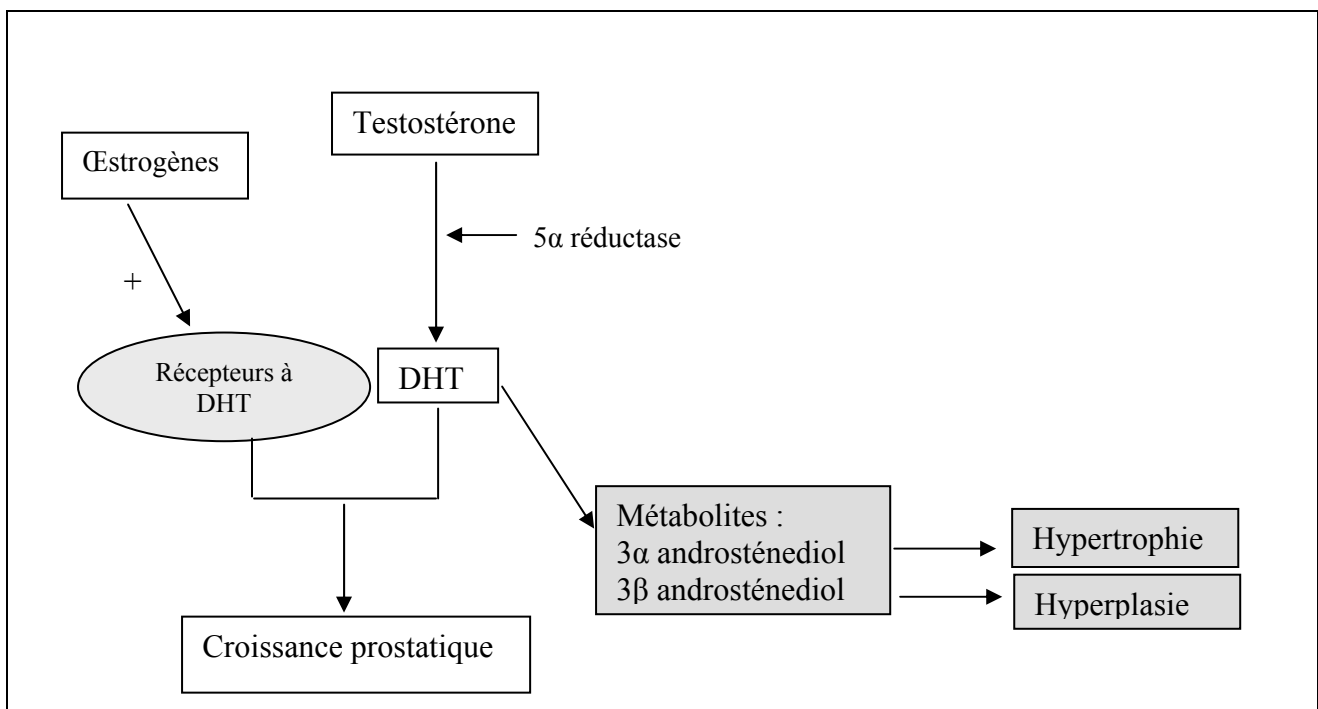 Testostérone
Œstrogènes
5α réductase
+
Récepteurs à
DHT
DHT
Métabolites :
3α androsténediol
3β androsténediol
Hypertrophie
Hyperplasie
Croissance prostatique